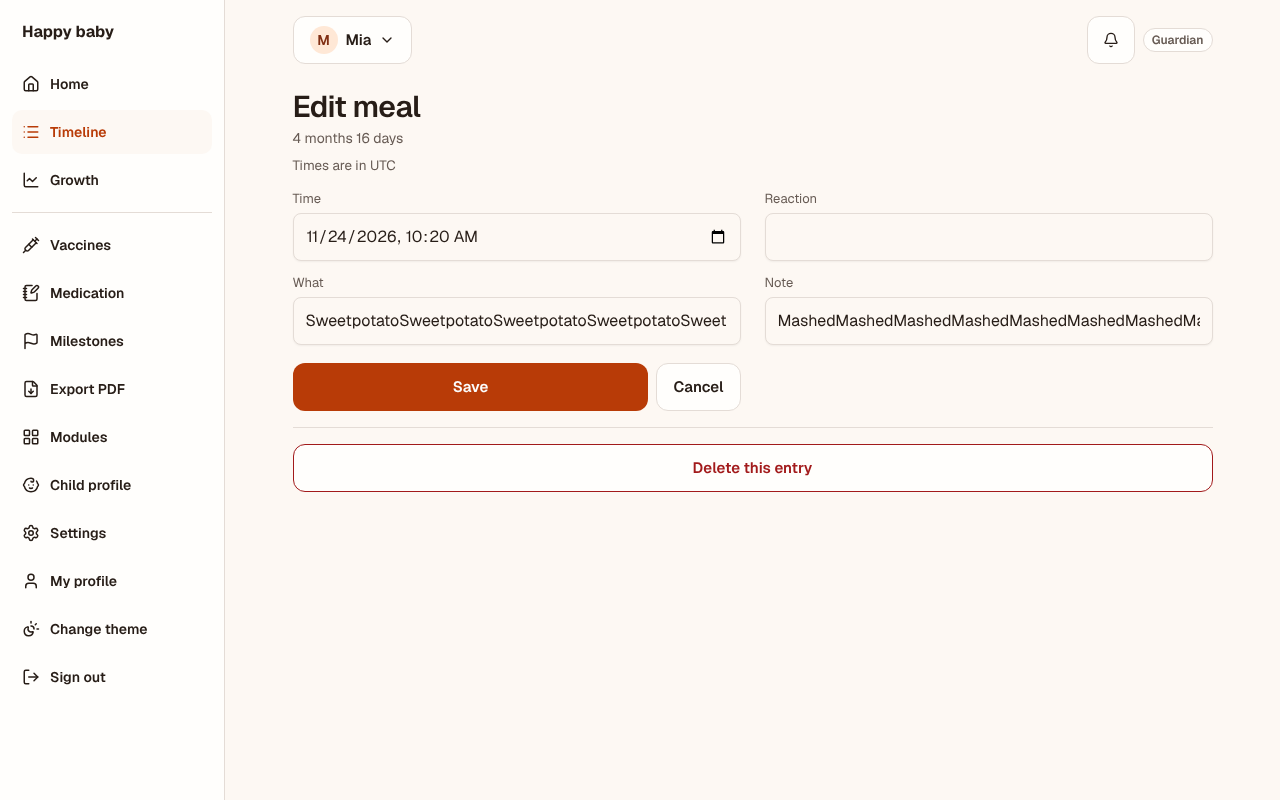 Happy baby
Home
Timeline
Growth
Vaccines
Medication
Milestones
Export PDF
Modules
Child profile
Settings
My profile
Change theme
Sign out
M Mia
Guardian
Edit meal
4 months 16 days
Times are in UTC
Time
11/24/2026, 10:20 AM
Reaction
What
SweetpotatoSweetpotatoSweetpotatoSweetpotatoSweet
Note
MashedMashedMashedMashedMashedMashedMashedMa
Save
Cancel
Delete this entry